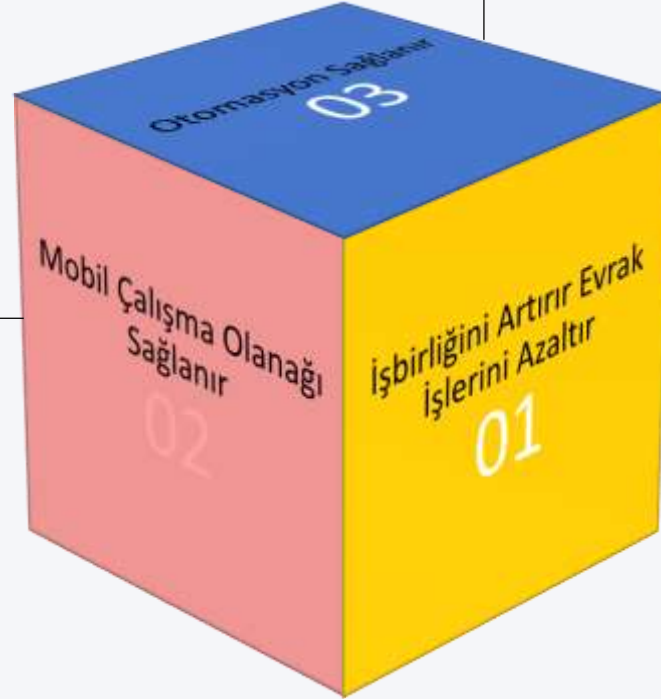 Otomasyon Sağlanır
03
Mobil Çalışma Olanağı
Sağlanır
02
İşbirliğini Artırır Evrak
İşlerini Azaltır
01